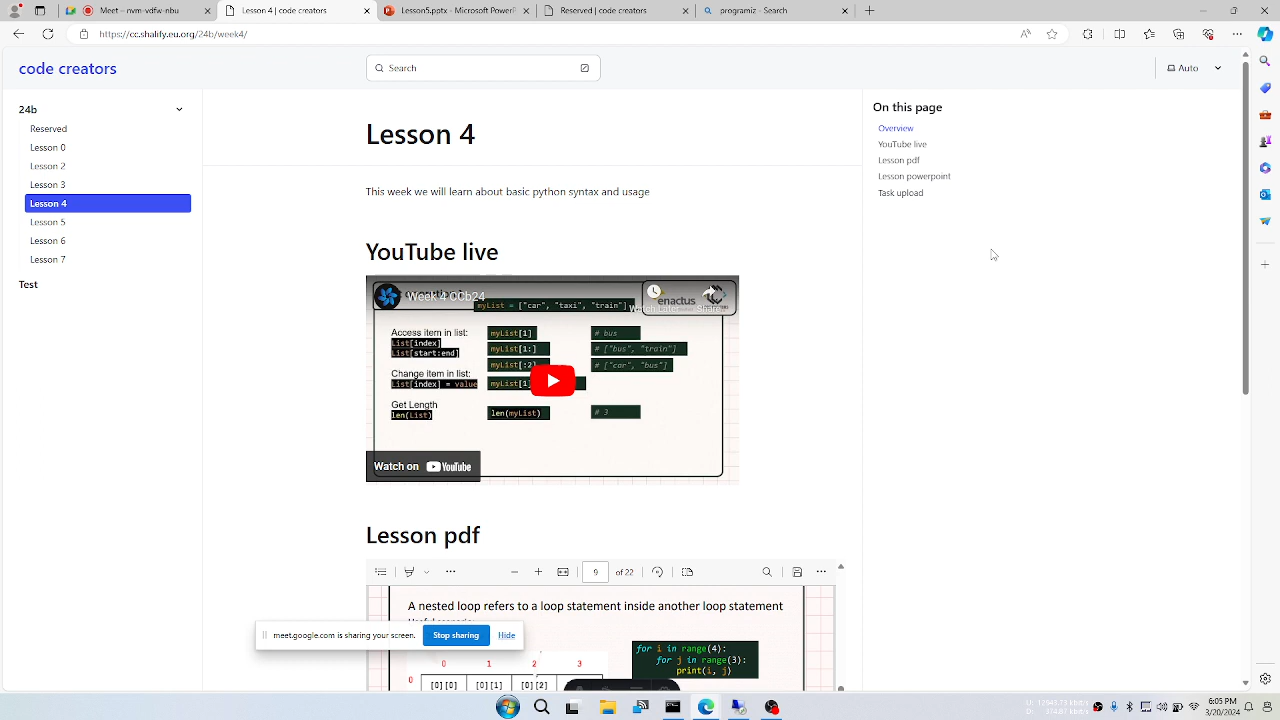 Meet – nvm-vdfw-nbu
Lesson 4 | code creators
Lesson5.pptx - Microsoft PowerP
Reserved | code creators
programiz - Search
https://cc.shalify.eu.org/24b/week4/
code creators
Search
Auto
24b
Reserved
Lesson 0
Lesson 2
Lesson 3
Lesson 4
Lesson 5
Lesson 6
Lesson 7
Test
Lesson 4
This week we will learn about basic python syntax and usage
YouTube live
Week 4 CCb24
myList = ["car", "taxi", "train"]
enactus
Watch Later
Share
Access item in list:
List[index]
List[start:end]
myList[1]
# bus
myList[1:]
# ["bus", "train"]
myList[:2]
# ["car", "bus"]
Change item in list:
List[index] = value
myList[1]
Get Length
len(List)
len(myList)
# 3
Watch on YouTube
Lesson pdf
9 of 22
A nested loop refers to a loop statement inside another loop statement
0 1 2 3
0 [0][0] [0][1] [0][2]
for i in range(4):
for j in range(3):
print(i, j)
On this page
Overview
YouTube live
Lesson pdf
Lesson powerpoint
Task upload
meet.google.com is sharing your screen.
Stop sharing
Hide
6:05 PM